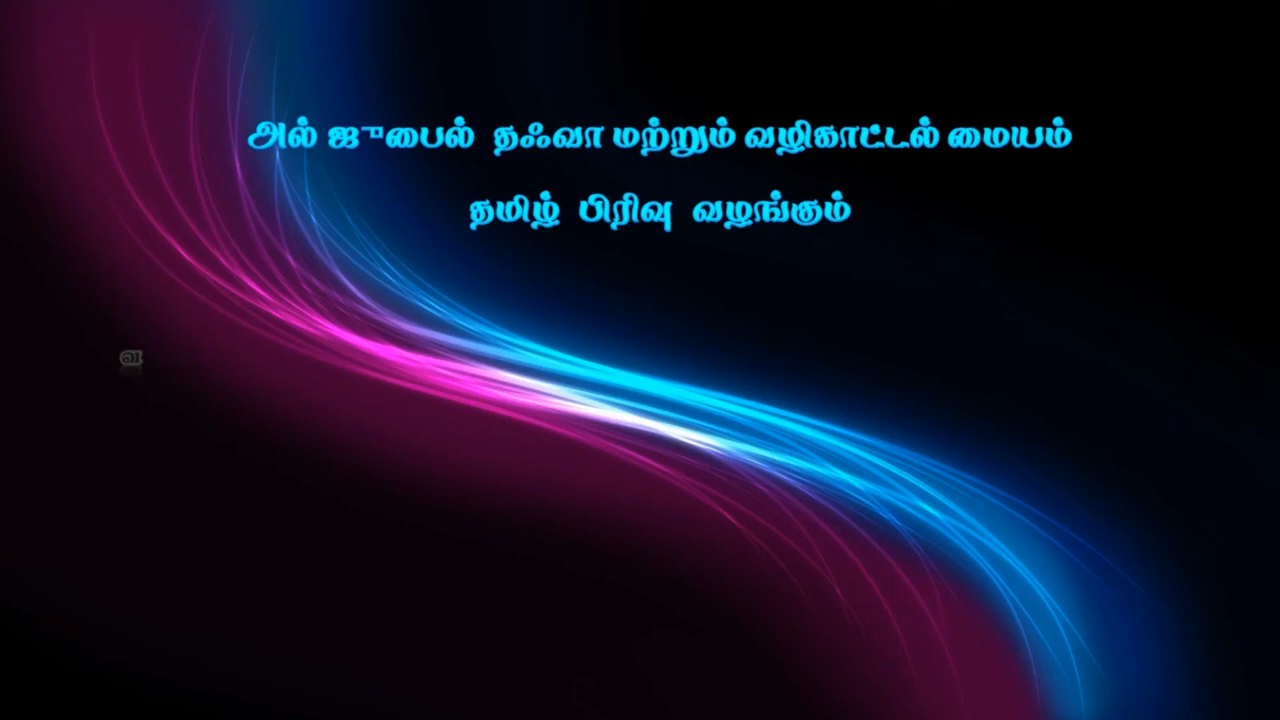 அல் ஜுபைல் தஃவா மற்றும் வழிகாட்டல் மையம்
தமிழ் பிரிவு வழங்கும்
வ